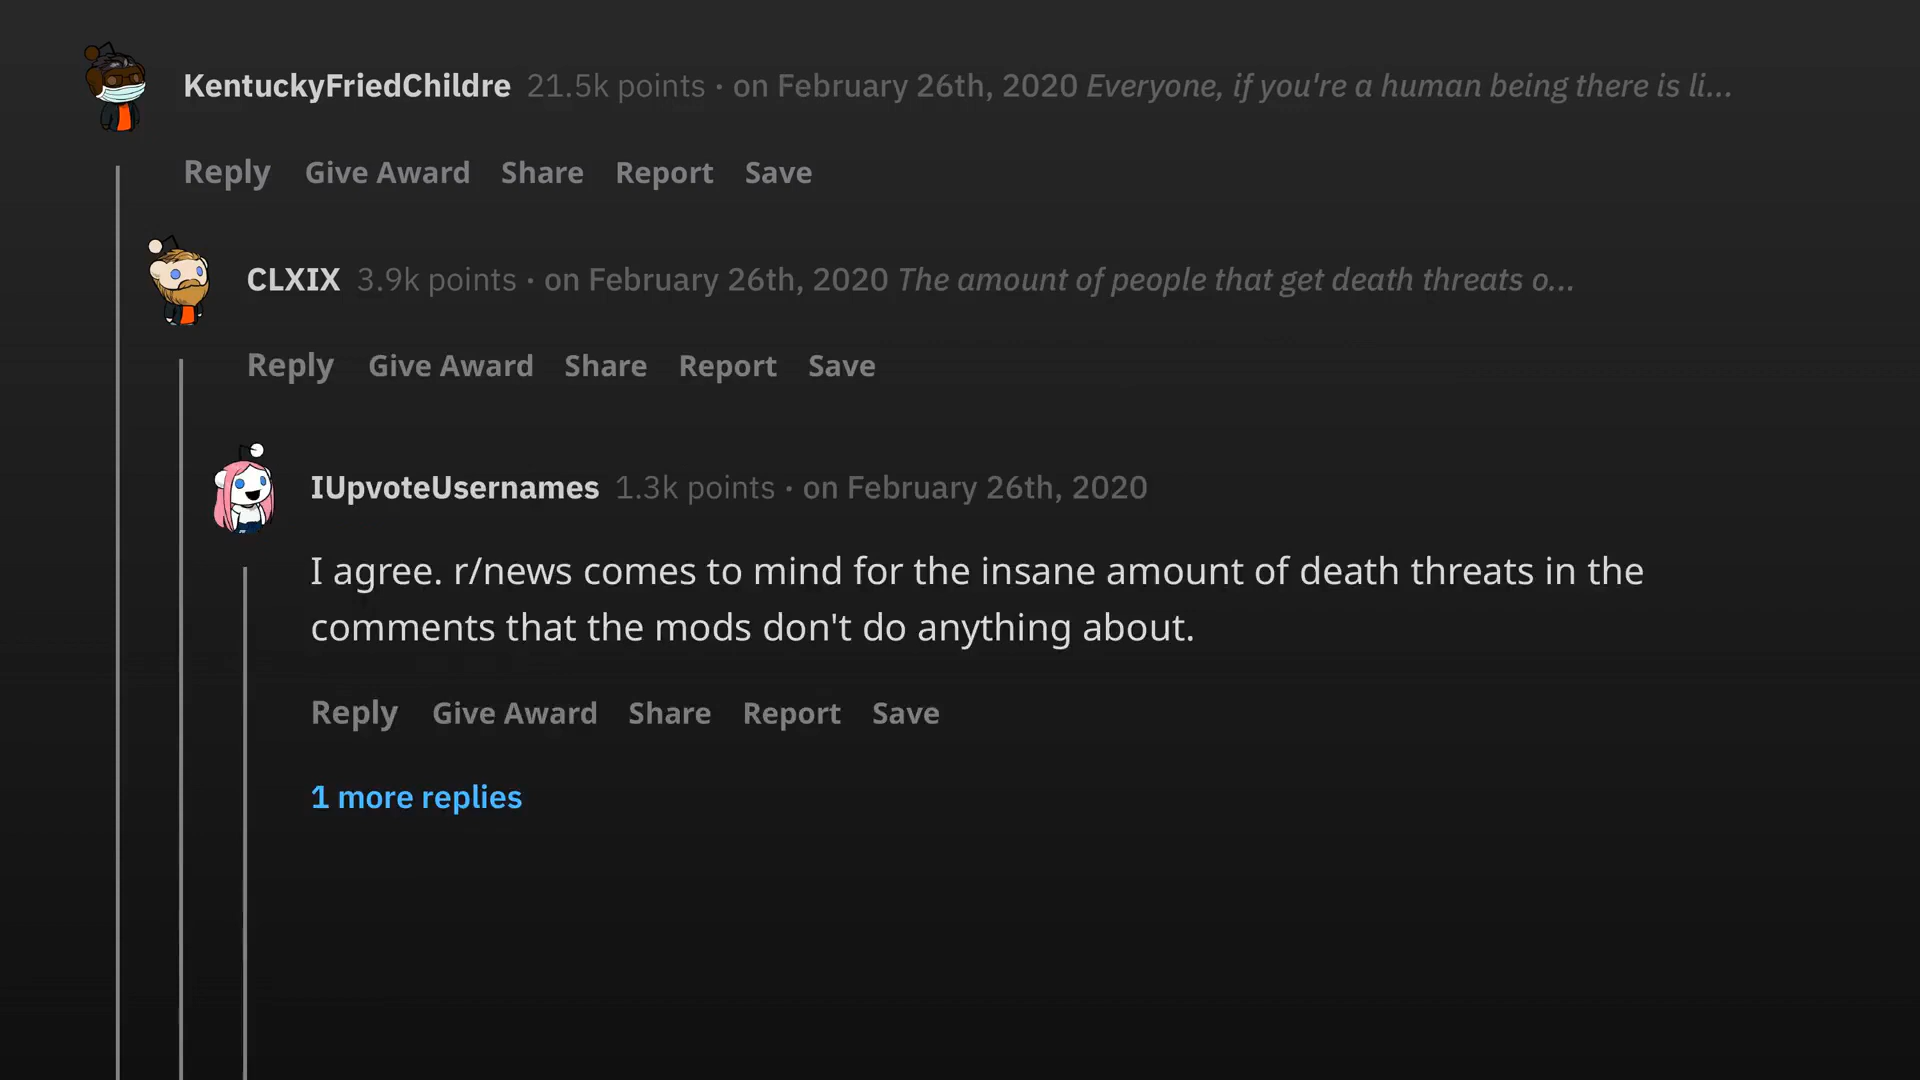 KentuckyFriedChildre 21.5k points · on February 26th, 2020 Everyone, if you're a human being there is li...
Reply Give Award Share Report Save
CLXIX 3.9k points · on February 26th, 2020 The amount of people that get death threats o...
Reply Give Award Share Report Save
IUpvoteUsernames 1.3k points · on February 26th, 2020
I agree. r/news comes to mind for the insane amount of death threats in the
comments that the mods don't do anything about.
Reply Give Award Share Report Save
1 more replies